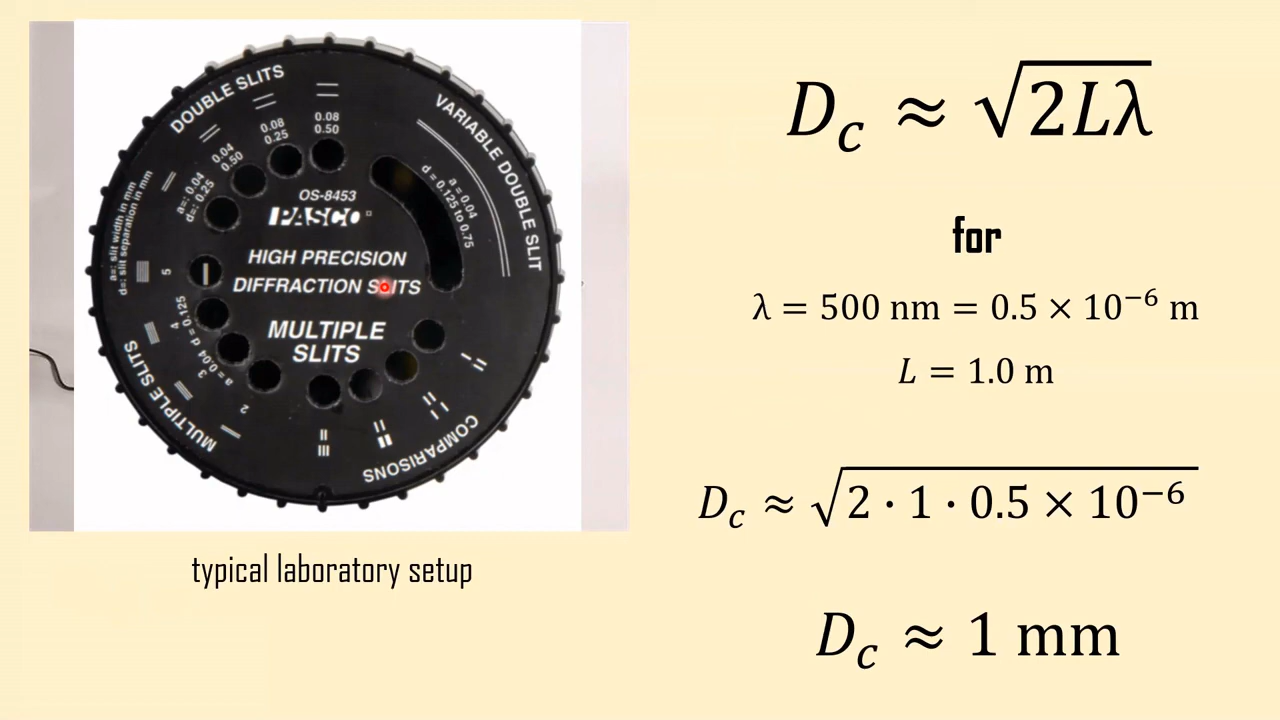 DOUBLE SLITS
VARIABLE DOUBLE SLIT
0.08
0.50
0.08
0.25
0.04
0.50
a=: 0.04
d=: 0.25
a = 0.04
d = 0.125 to 0.75
a=: slit width in mm
d=: slit separation in mm
OS-8453
PASCO
HIGH PRECISION
DIFFRACTION SLITS
MULTIPLE
SLITS
5
4
3
2
a=0.04 d=0.125
MULTIPLE SLITS
COMPARISONS
typical laboratory setup
D_c ≈ √2Lλ
for
λ = 500 nm = 0.5 × 10⁻⁶ m
L = 1.0 m
D_c ≈ √2 · 1 · 0.5 × 10⁻⁶
D_c ≈ 1 mm